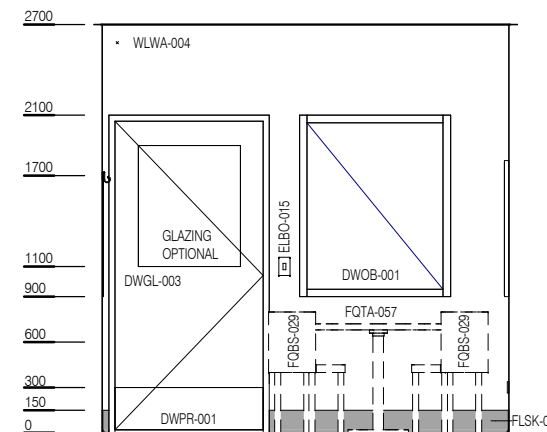 2700
WLWA-004
2100
1700
ELBO-015
GLAZING
OPTIONAL
1100
DWGL-003
DWOB-001
900
FQTA-057
600
FQBS-029
FQBS-029
300
150
DWPR-001
0